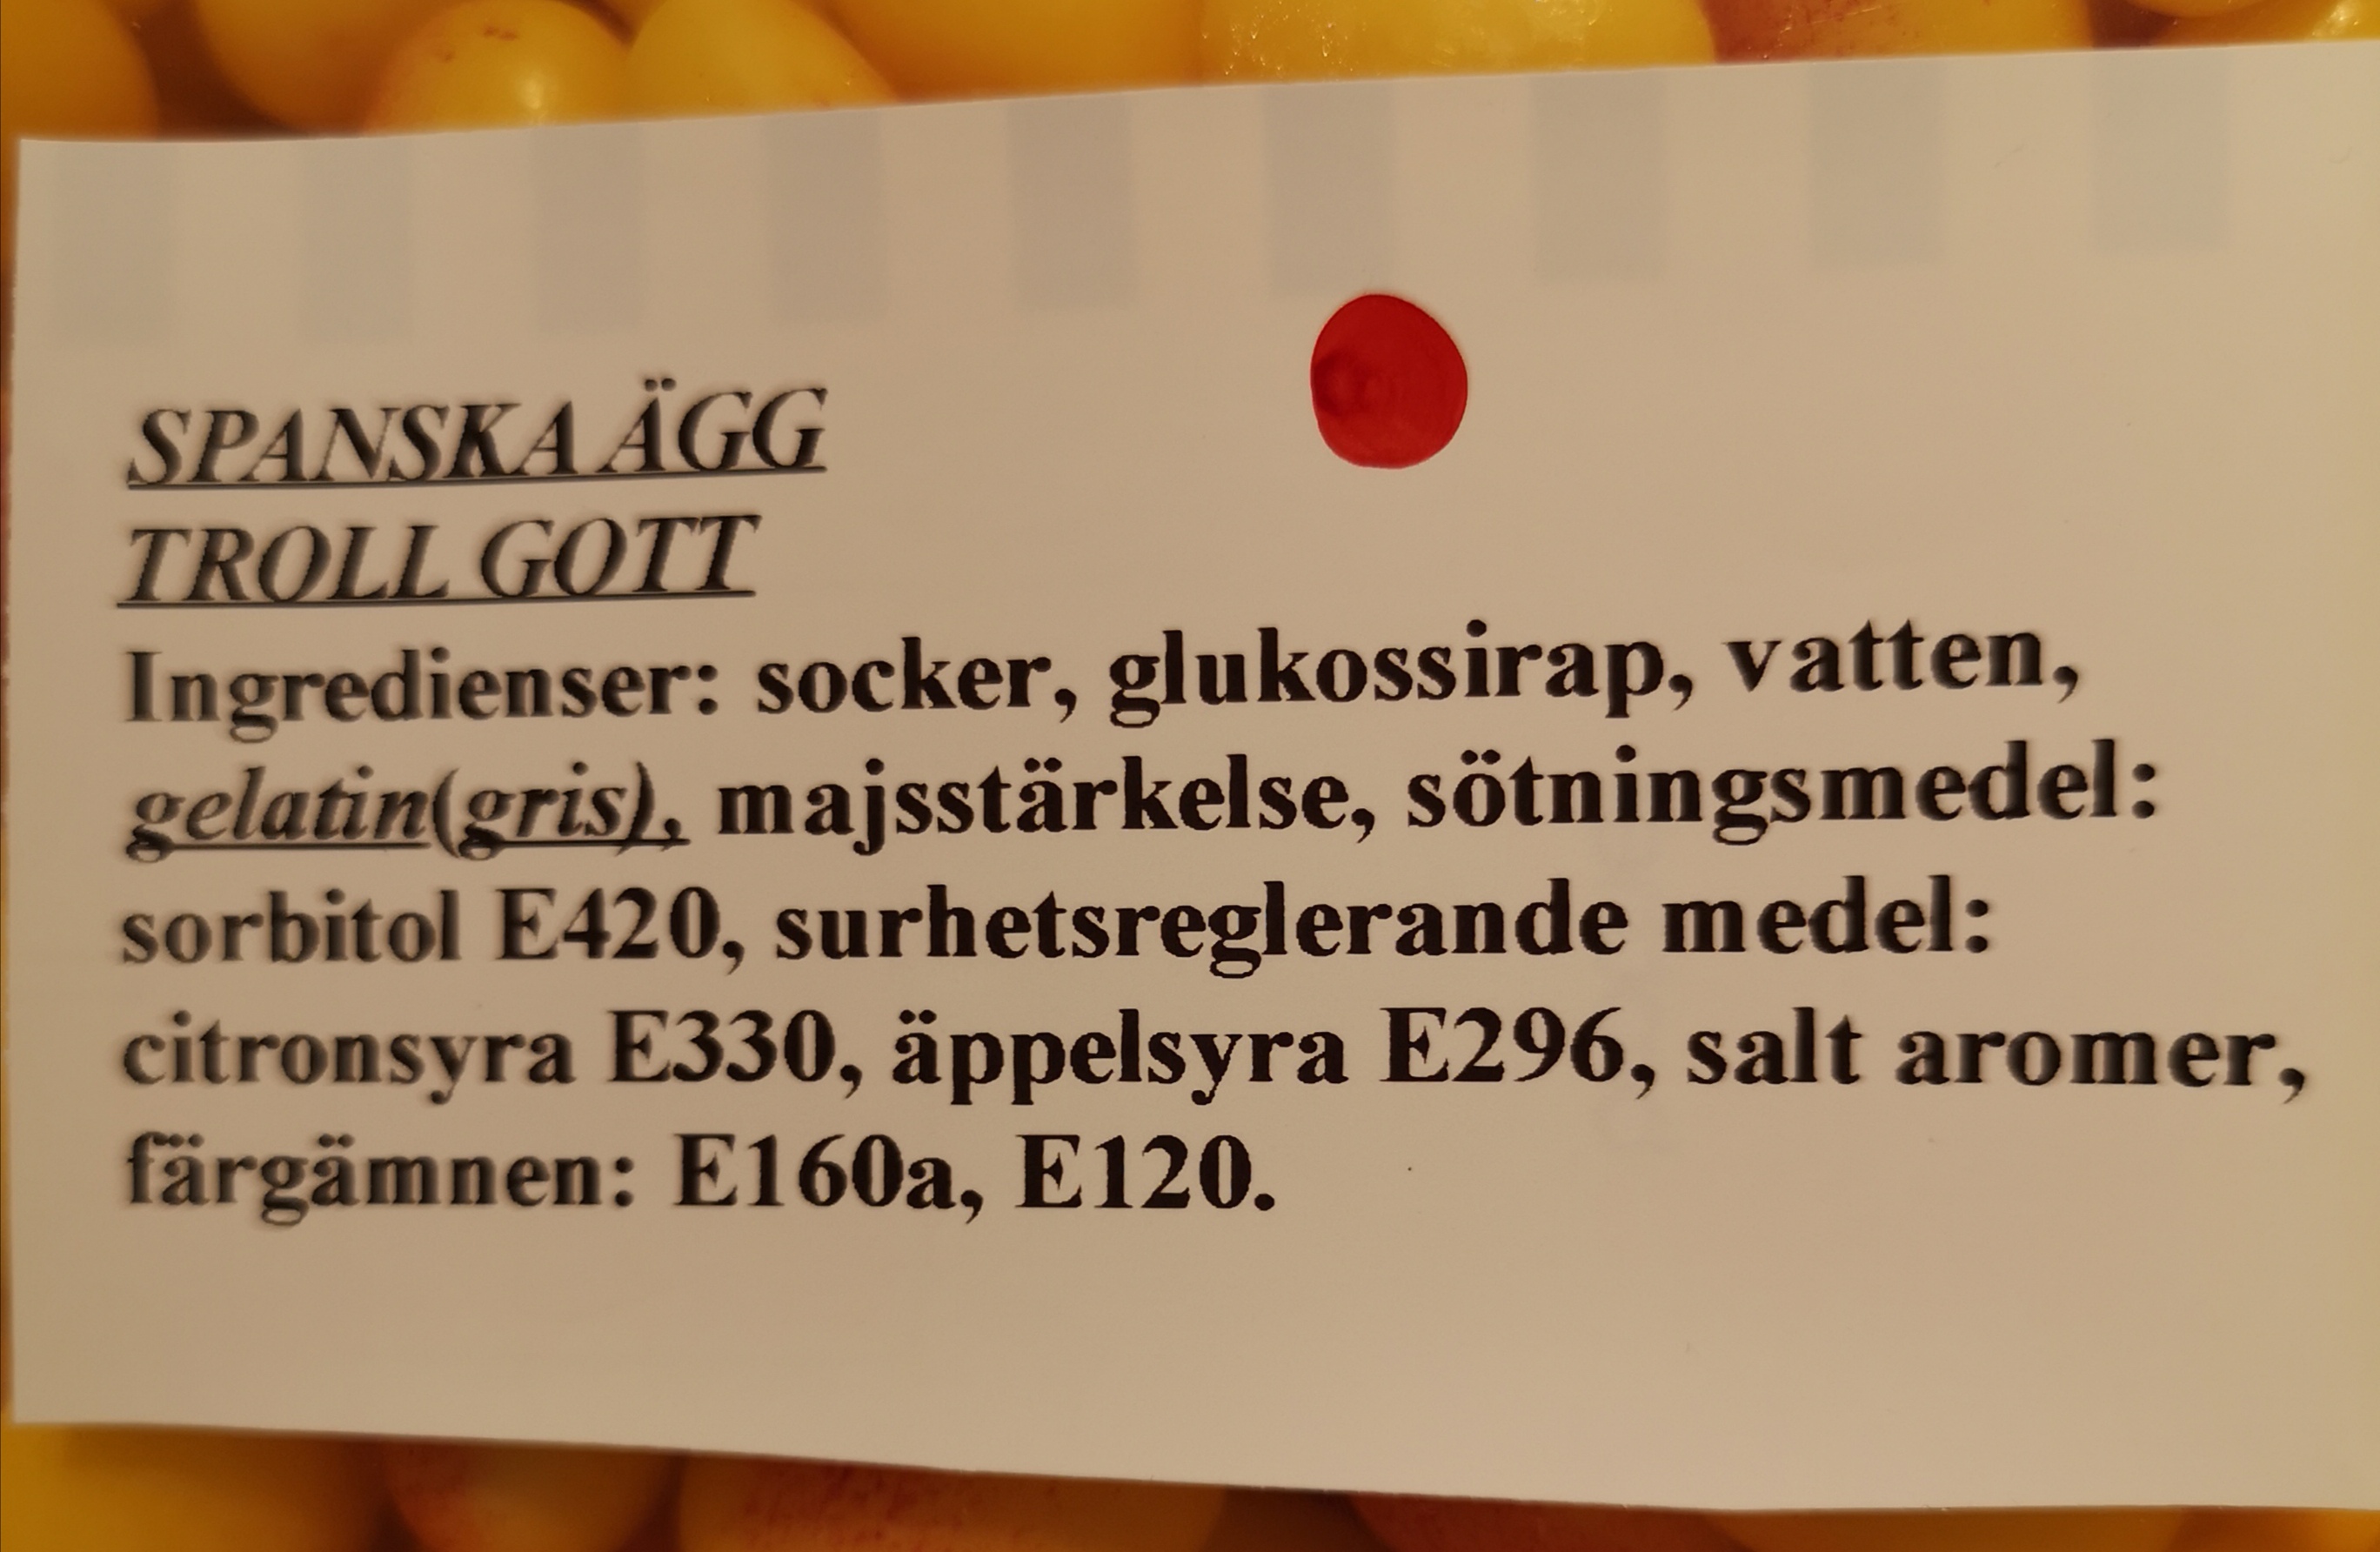 SPANSKA ÄGG
TROLL GOTT
Ingredienser: socker, glukossirap, vatten,
gelatin(gris), majsstärkelse, sötningsmedel:
sorbitol E420, surhetsreglerande medel:
citronsyra E330, äppelsyra E296, salt aromer,
färgämnen: E160a, E120.